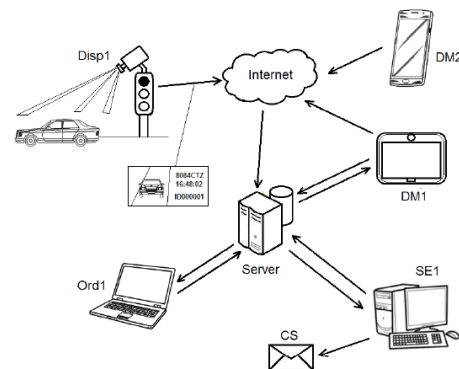 Disp1
Internet
DM2
8084CTZ
16:48:02
ID000001
DM1
Server
Ord1
SE1
CS